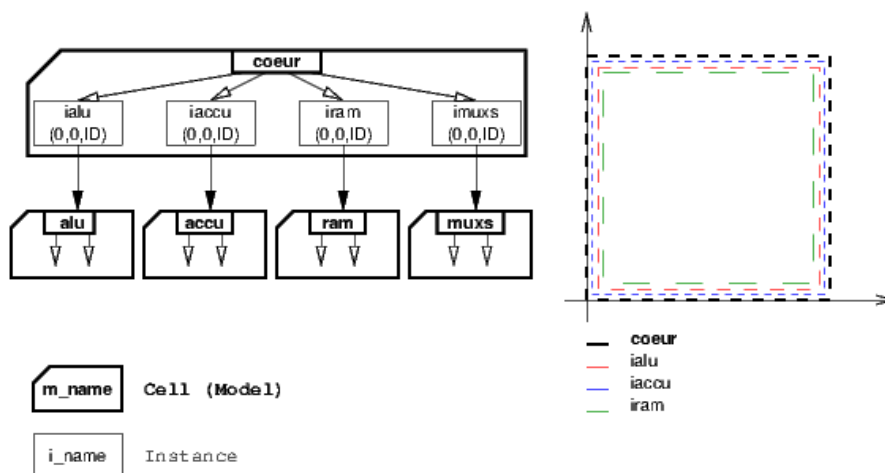 coeur
ialu iaccu iram imuxs
(0,0,ID) (0,0,ID) (0,0,ID) (0,0,ID)
alu accu ram muxs
coeur
ialu
iaccu
iram
m_name Cell (Model)
i_name Instance